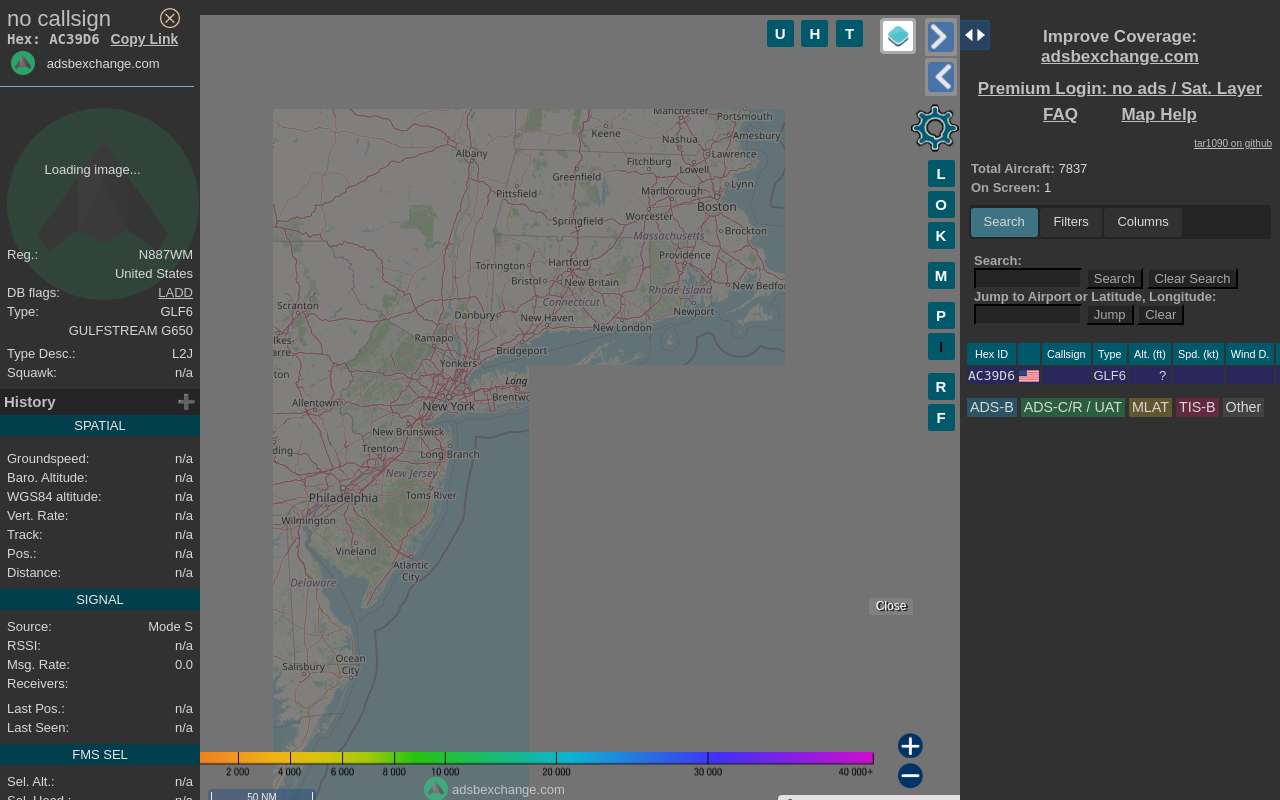 no callsign
Hex: AC39D6 Copy Link
adsbexchange.com
Loading image...
Reg.: N887WM
United States
DB flags: LADD
Type: GLF6
GULFSTREAM G650
Type Desc.: L2J
Squawk: n/a
History
SPATIAL
Groundspeed: n/a
Baro. Altitude: n/a
WGS84 altitude: n/a
Vert. Rate: n/a
Track: n/a
Pos.: n/a
Distance: n/a
SIGNAL
Source: Mode S
RSSI: n/a
Msg. Rate: 0.0
Receivers:
Last Pos.: n/a
Last Seen: n/a
FMS SEL
Sel. Alt.: n/a
Sel. Head.: n/a
U H T
L
O
K
M
P
I
R
F
Manchester
Portsmouth
Keene
Nashua
Amesbury
Albany
Fitchburg
Lawrence
Greenfield
Lowell
Pittsfield
Marlborough
Lynn
Springfield
Worcester
Boston
Massachusetts
Brockton
Torrington
Hartford
Providence
Bristol
New Britain
Rhode Island
New Bedfor
Scranton
Connecticut
Danbury
New Haven
New London
Newport
ilkes-
arre
Ramapo
Bridgeport
Yonkers
ton
Long
Allentown
New York
Brentwo
New Brunswick
ding
Trenton
Long Branch
New Jersey
Philadelphia
Toms River
Wilmington
Vineland
Atlantic
City
Delaware
Ocean
City
Salisbury
Close
2 000 4 000 6 000 8 000 10 000 20 000 30 000 40 000+
adsbexchange.com
50 NM
Improve Coverage:
adsbexchange.com
Premium Login: no ads / Sat. Layer
FAQ Map Help
tar1090 on github
Total Aircraft: 7837
On Screen: 1
Search Filters Columns
Search:
Search Clear Search
Jump to Airport or Latitude, Longitude:
Jump Clear
Hex ID Callsign Type Alt. (ft) Spd. (kt) Wind D.
AC39D6 GLF6 ?
ADS-B ADS-C/R / UAT MLAT TIS-B Other